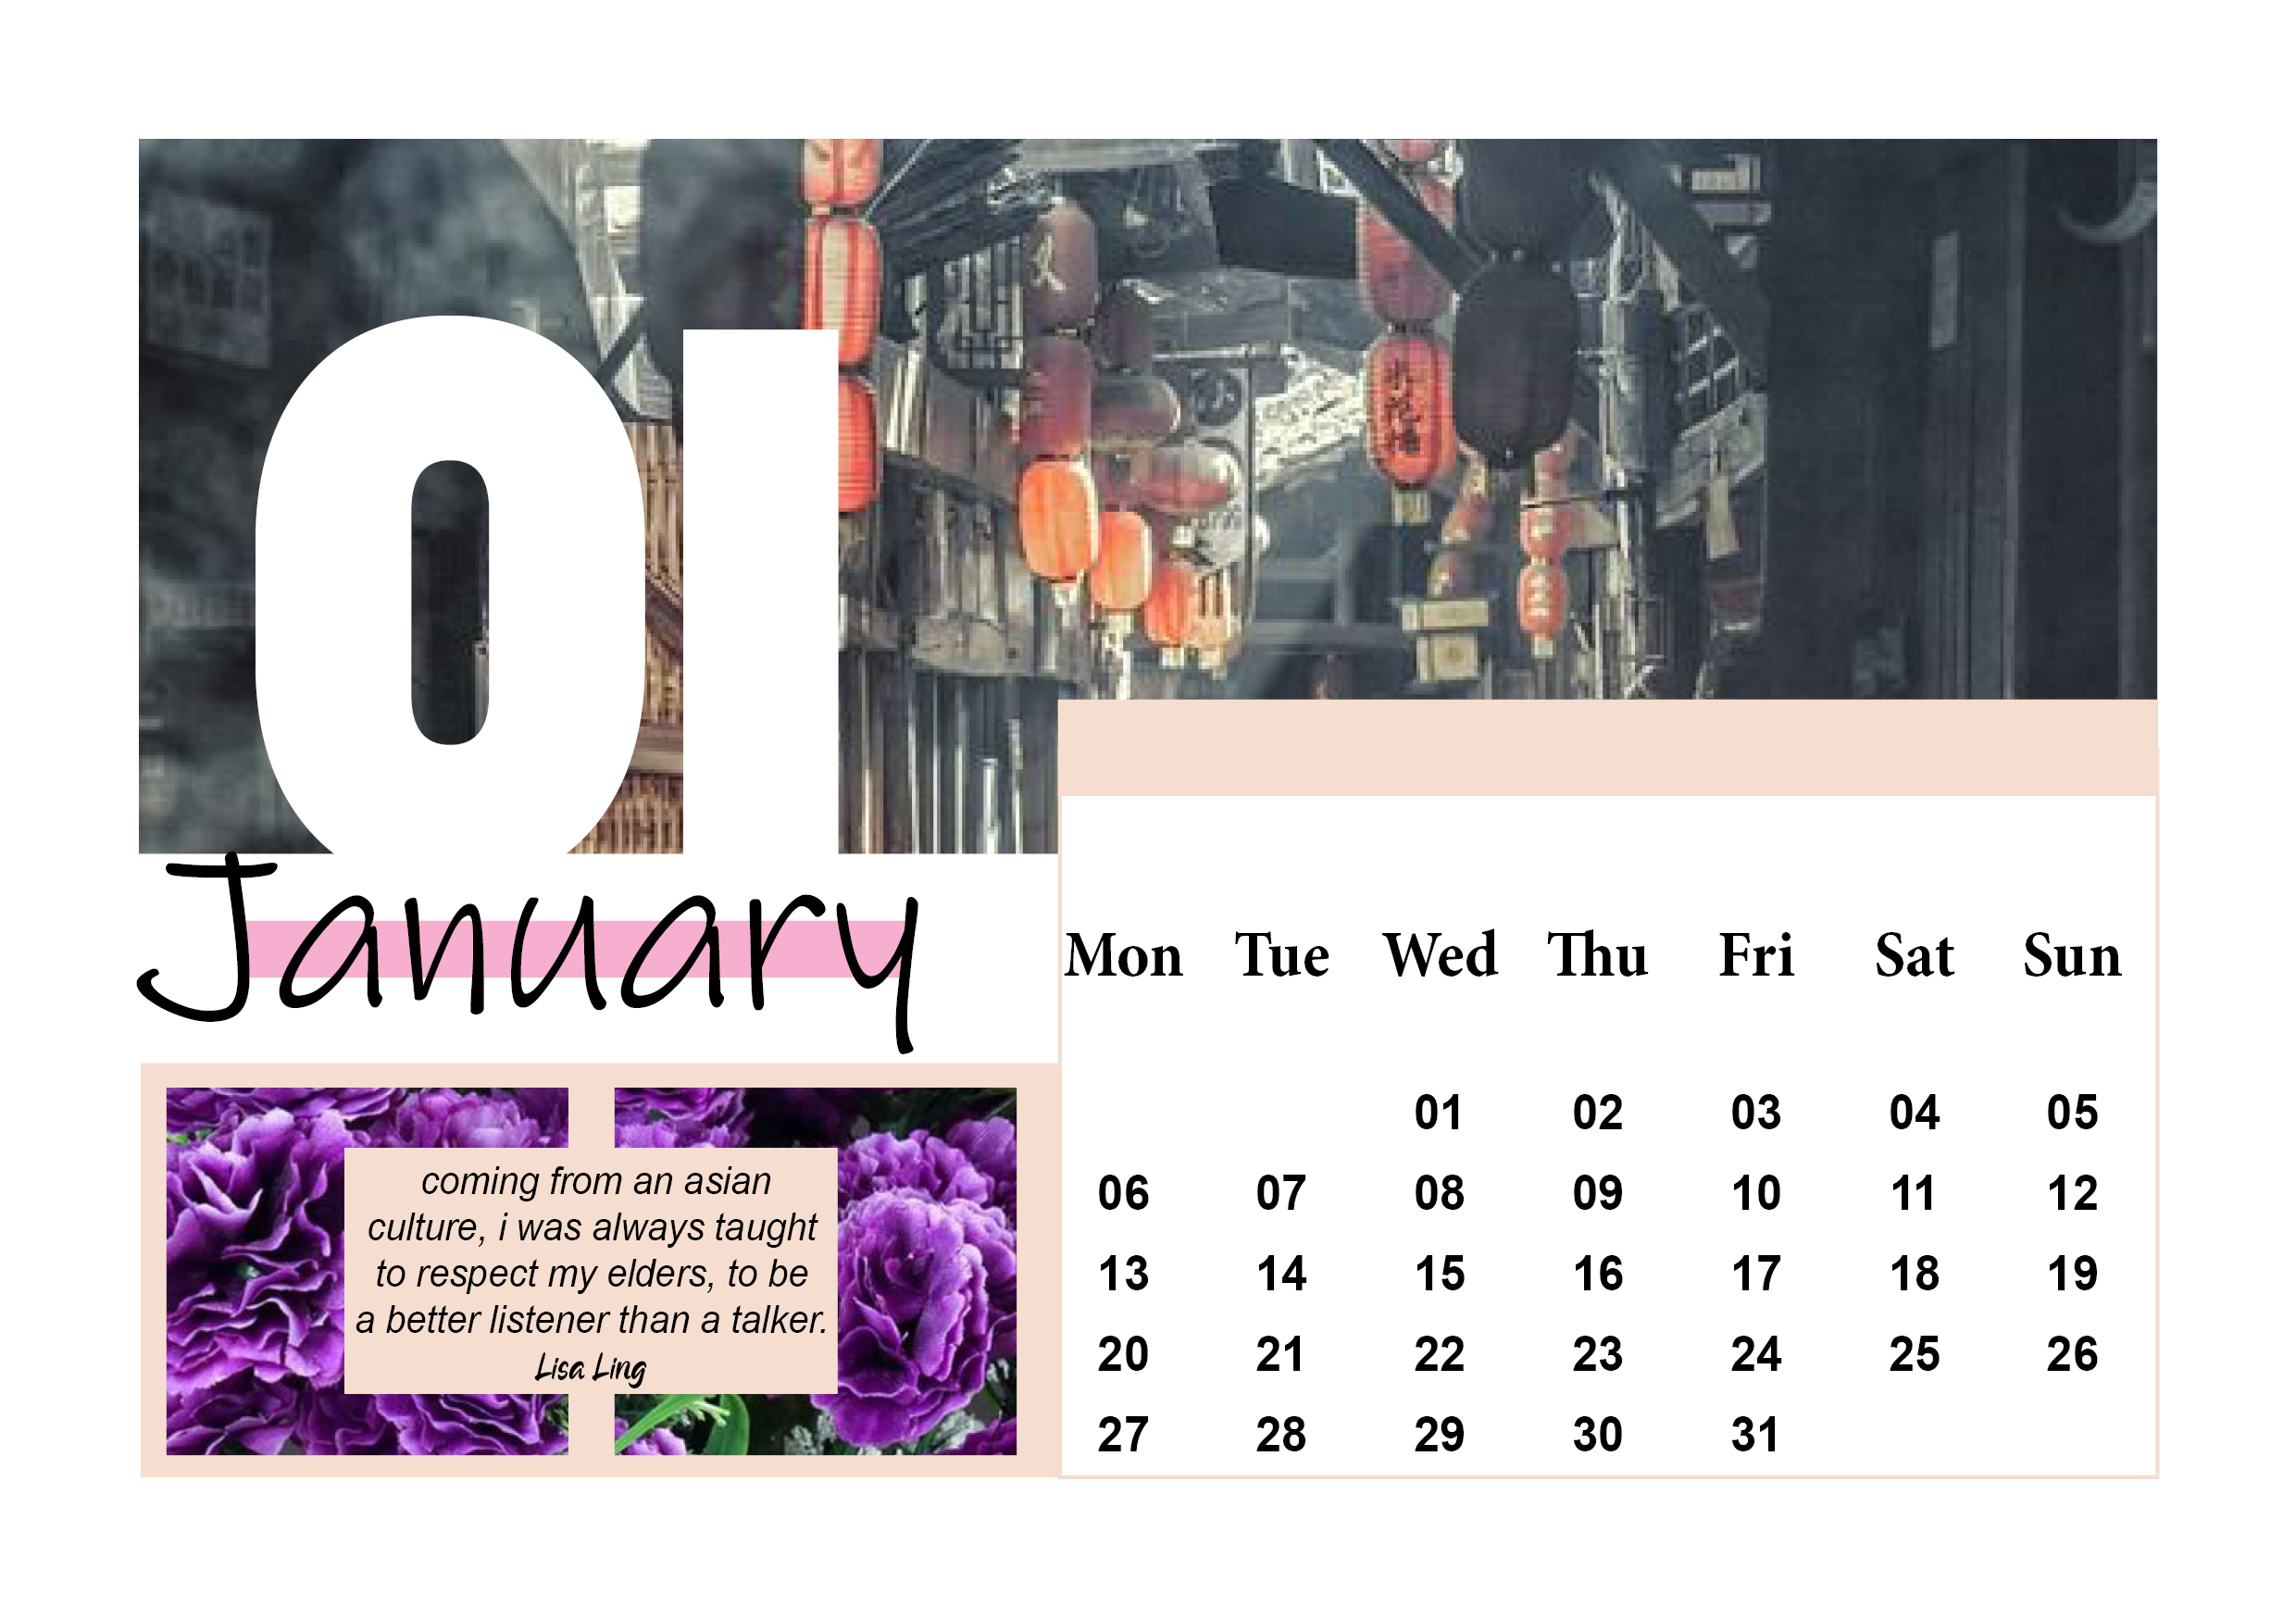 01
January
coming from an asian
culture, i was always taught
to respect my elders, to be
a better listener than a talker.
Lisa Ling
Mon Tue Wed Thu Fri Sat Sun
01 02 03 04 05
06 07 08 09 10 11 12
13 14 15 16 17 18 19
20 21 22 23 24 25 26
27 28 29 30 31